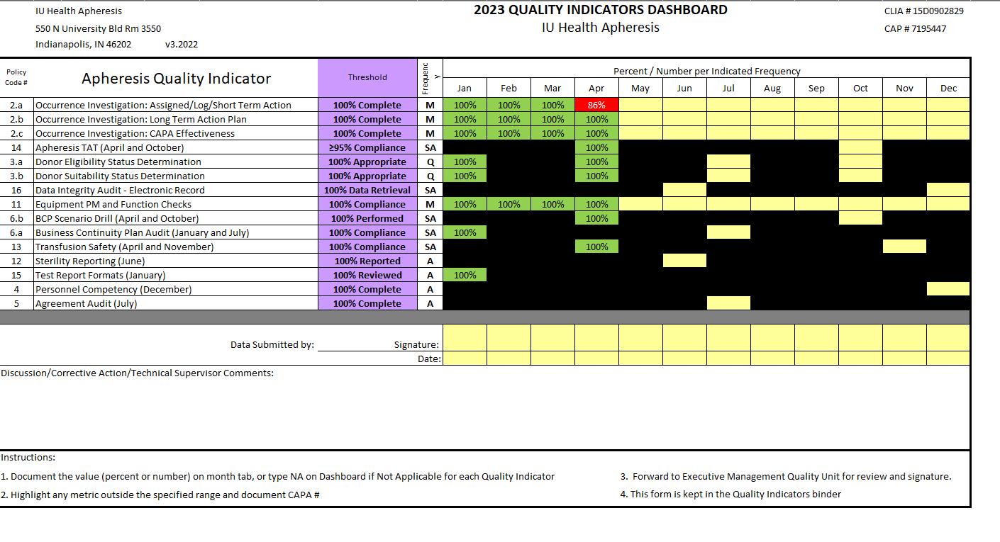 IU Health Apheresis
2023 QUALITY INDICATORS DASHBOARD
CLIA # 15D0902829
550 N University Bld Rm 3550
IU Health Apheresis
CAP # 7195447
Indianapolis, IN 46202 v3.2022
Policy Code #
Apheresis Quality Indicator
Threshold
Frequenc
y
Percent / Number per Indicated Frequency
Jan Feb Mar Apr May Jun Jul Aug Sep Oct Nov Dec
2.a Occurrence Investigation: Assigned/Log/Short Term Action 100% Complete M 100% 100% 100% 86%
2.b Occurrence Investigation: Long Term Action Plan 100% Complete M 100% 100% 100% 100%
2.c Occurrence Investigation: CAPA Effectiveness 100% Complete M 100% 100% 100% 100%
14 Apheresis TAT (April and October) ≥95% Compliance SA 100%
3.a Donor Eligibility Status Determination 100% Appropriate Q 100% 100%
3.b Donor Suitability Status Determination 100% Appropriate Q 100% 100%
16 Data Integrity Audit - Electronic Record 100% Data Retrieval SA
11 Equipment PM and Function Checks 100% Compliance M 100% 100% 100% 100%
6.b BCP Scenario Drill (April and October) 100% Performed SA 100%
6.a Business Continuity Plan Audit (January and July) 100% Compliance SA 100%
13 Transfusion Safety (April and November) 100% Compliance SA 100%
12 Sterility Reporting (June) 100% Reported A
15 Test Report Formats (January) 100% Reviewed A 100%
4 Personnel Competency (December) 100% Complete A
5 Agreement Audit (July) 100% Complete A
Data Submitted by: Signature:
Date:
Discussion/Corrective Action/Technical Supervisor Comments:
Instructions:
1. Document the value (percent or number) on month tab, or type NA on Dashboard if Not Applicable for each Quality Indicator
2. Highlight any metric outside the specified range and document CAPA #
3. Forward to Executive Management Quality Unit for review and signature.
4. This form is kept in the Quality Indicators binder